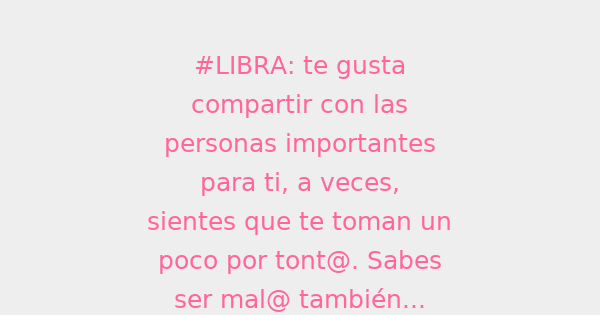 #LIBRA: te gusta
compartir con las
personas importantes
para ti, a veces,
sientes que te toman un
poco por tont@. Sabes
ser mal@ también...